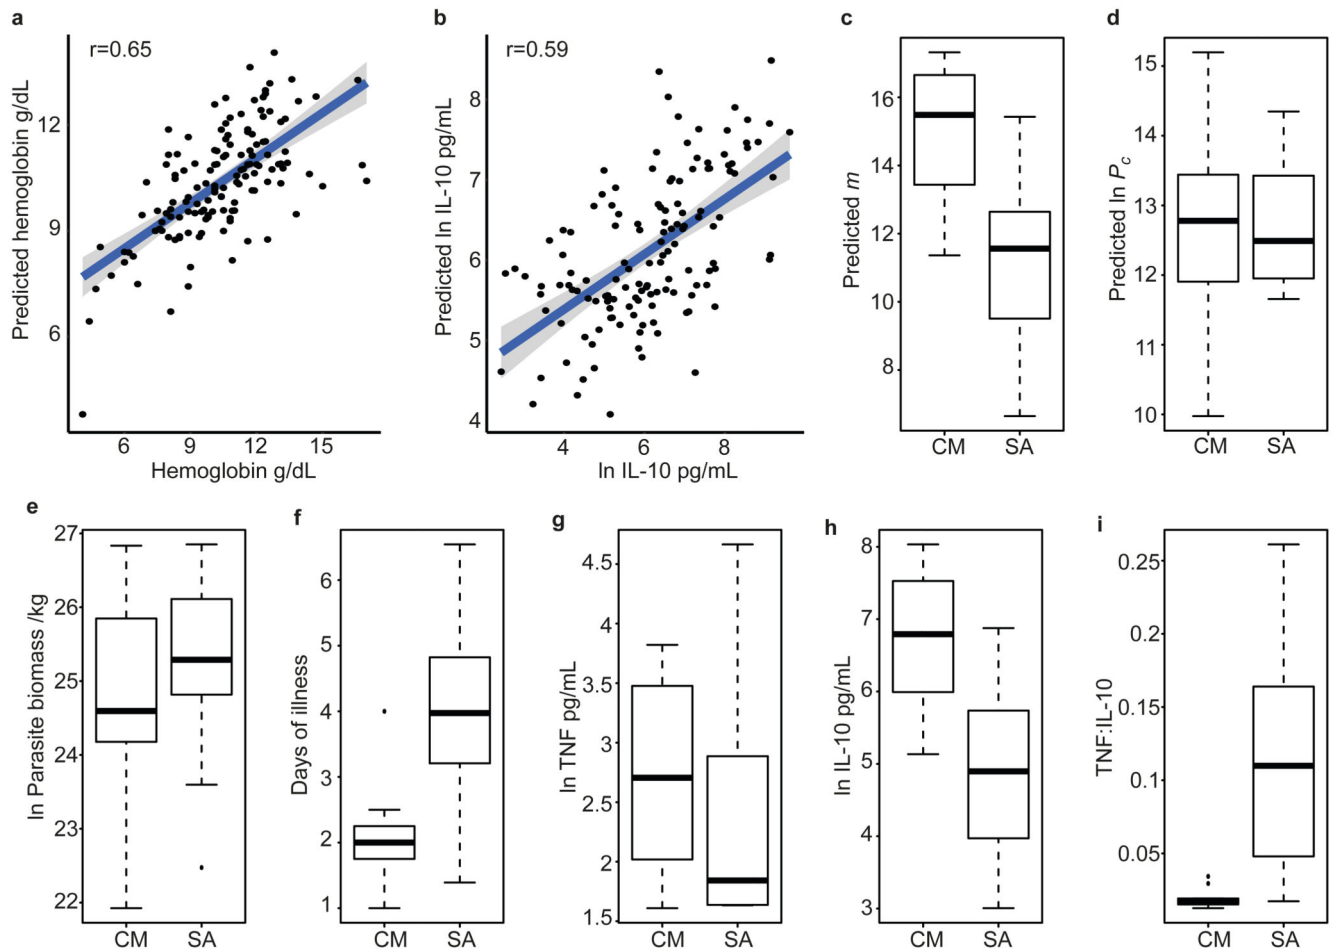 a
r=0.65
Predicted hemoglobin g/dL
12
9
6
6 9 12 15
Hemoglobin g/dL
b
r=0.59
Predicted ln IL-10 pg/mL
8
7
6
5
4
4 6 8
ln IL-10 pg/mL
c
Predicted m
16
14
12
10
8
CM SA
d
Predicted ln Pc
15
14
13
12
11
10
CM SA
e
ln Parasite biomass /kg
27
26
25
24
23
22
CM SA
f
Days of illness
6
5
4
3
2
1
CM SA
g
ln TNF pg/mL
4.5
3.5
3
2.5
2
1.5
CM SA
h
ln IL-10 pg/mL
8
7
6
5
4
3
CM SA
i
TNF:IL-10
0.25
0.2
0.15
0.1
0.05
CM SA